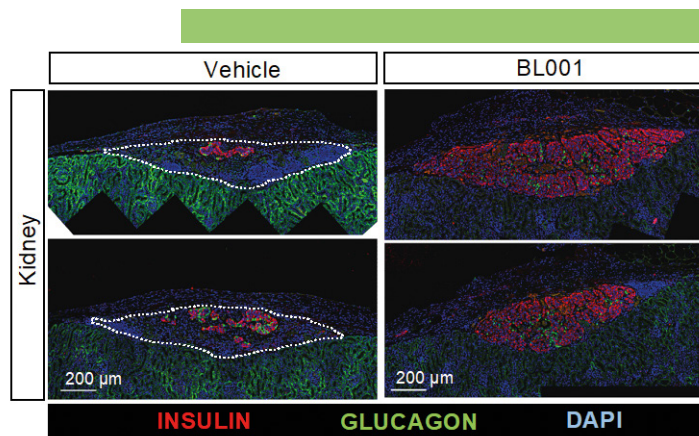 Vehicle
BL001
Kidney
200 µm
200 µm
INSULIN
GLUCAGON
DAPI